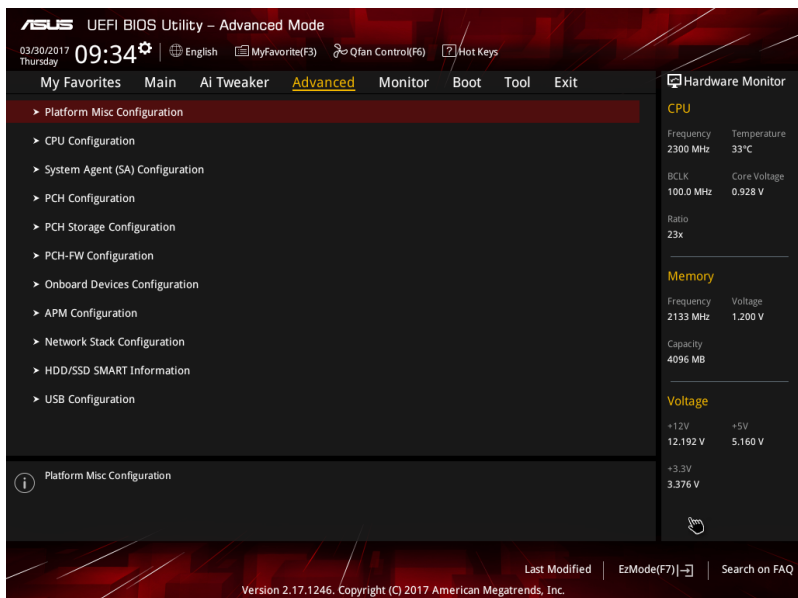 ASUS UEFI BIOS Utility – Advanced Mode
03/30/2017
Thursday
09:34
English
MyFavorite(F3)
Qfan Control(F6)
? Hot Keys
My Favorites Main Ai Tweaker Advanced Monitor Boot Tool Exit
Hardware Monitor
> Platform Misc Configuration
> CPU Configuration
> System Agent (SA) Configuration
> PCH Configuration
> PCH Storage Configuration
> PCH-FW Configuration
> Onboard Devices Configuration
> APM Configuration
> Network Stack Configuration
> HDD/SSD SMART Information
> USB Configuration
CPU
Frequency Temperature
2300 MHz 33°C
BCLK Core Voltage
100.0 MHz 0.928 V
Ratio
23x
Memory
Frequency Voltage
2133 MHz 1.200 V
Capacity
4096 MB
Voltage
+12V +5V
12.192 V 5.160 V
+3.3V
3.376 V
i Platform Misc Configuration
Last Modified
EzMode(F7)
Search on FAQ
Version 2.17.1246. Copyright (C) 2017 American Megatrends, Inc.